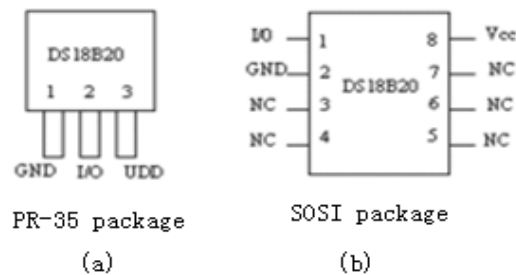 DS18B20
1 2 3
GND I/O UDD
PR-35 package
(a)
I/O 1 8 Vcc
GND 2 7 NC
DS18B20
NC 3 6 NC
NC 4 5 NC
SOSI package
(b)